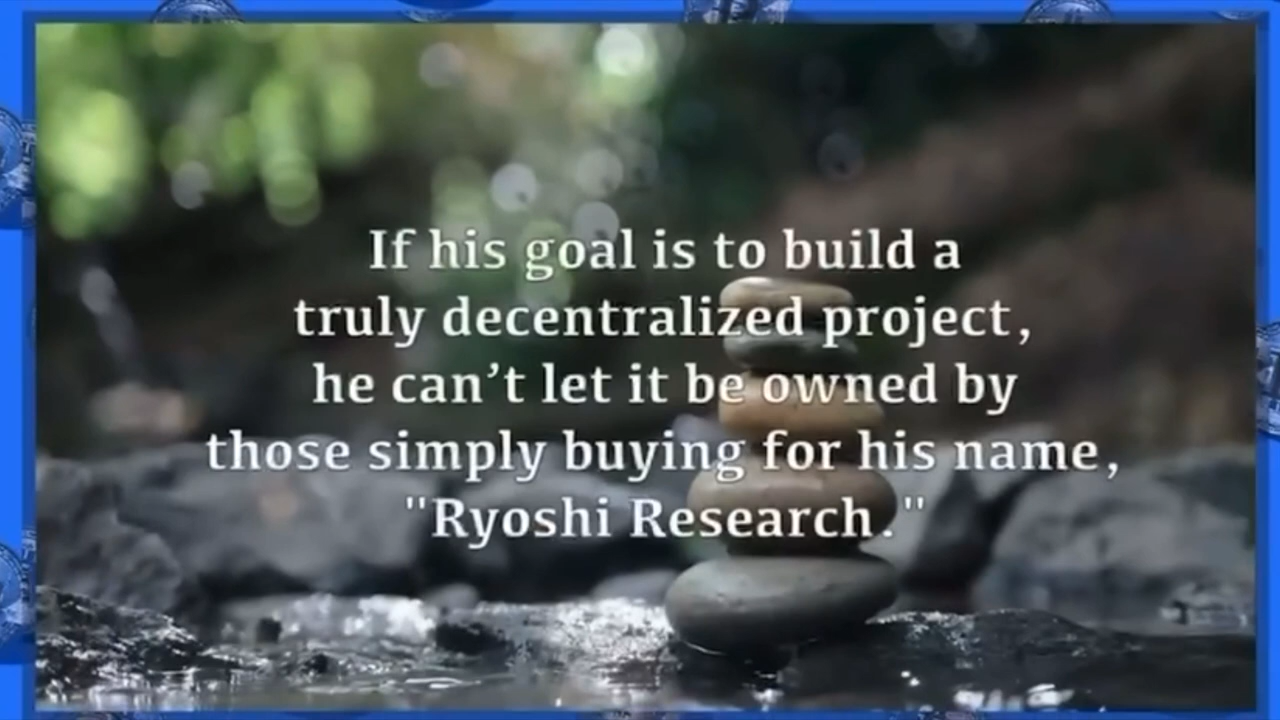 If his goal is to build a
truly decentralized project,
he can’t let it be owned by
those simply buying for his name,
"Ryoshi Research."